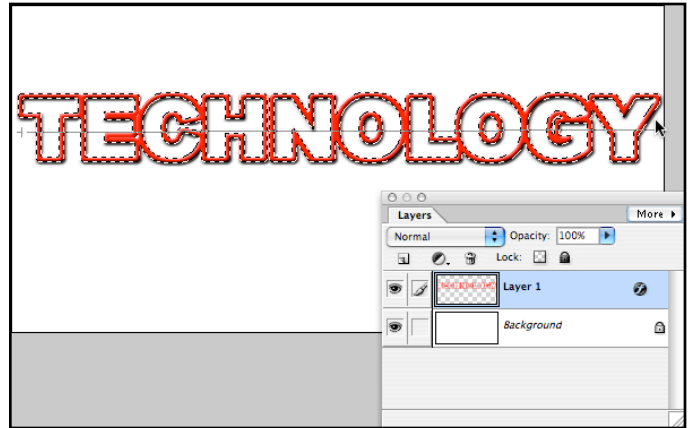 TECHNOLOGY
Layers More
Normal Opacity: 100%
Lock:
Layer 1
Background